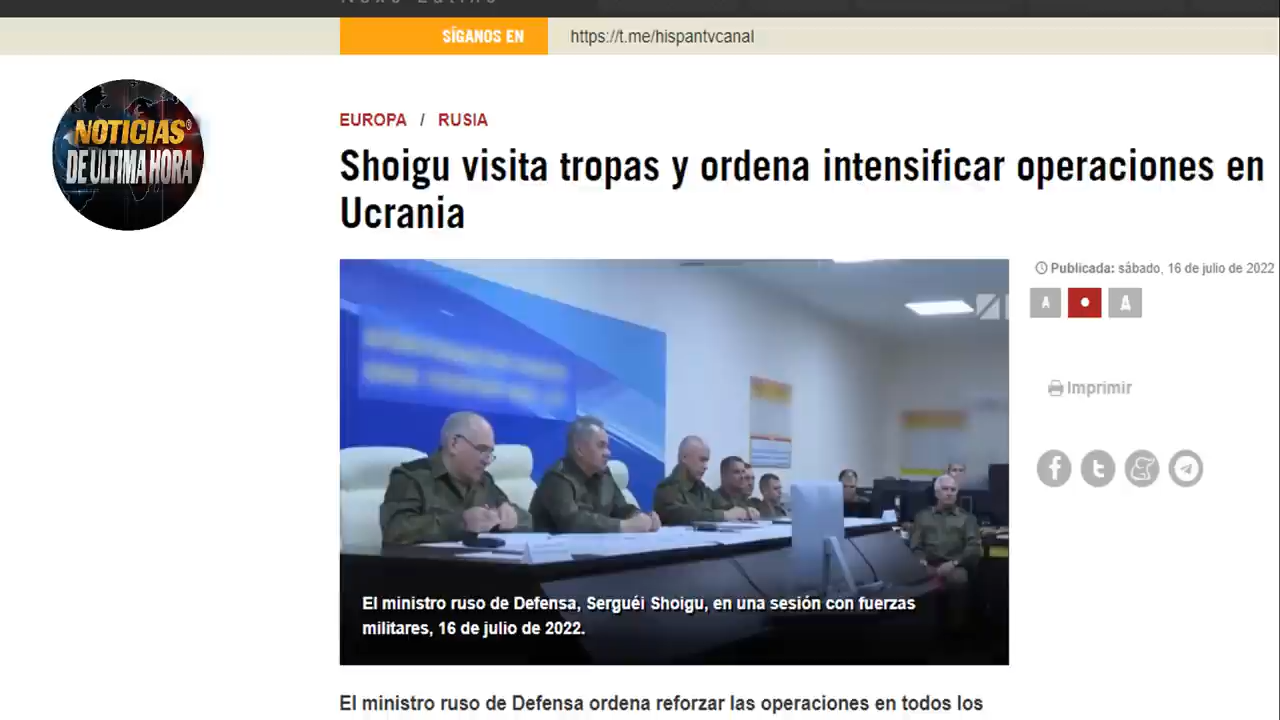 SÍGANOS EN
https://t.me/hispantvcanal
NOTICIAS®
DE ULTIMA HORA
EUROPA / RUSIA
Shoigu visita tropas y ordena intensificar operaciones en
Ucrania
Publicada: sábado, 16 de julio de 2022
A
A
Imprimir
El ministro ruso de Defensa, Serguéi Shoigu, en una sesión con fuerzas
militares, 16 de julio de 2022.
El ministro ruso de Defensa ordena reforzar las operaciones en todos los